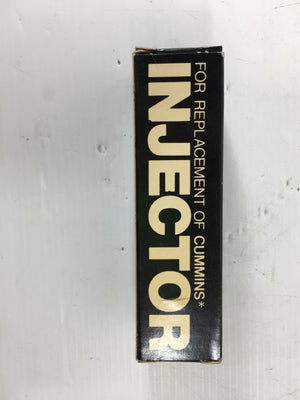 FOR REPLACEMENT OF CUMMINS*
INJECTOR